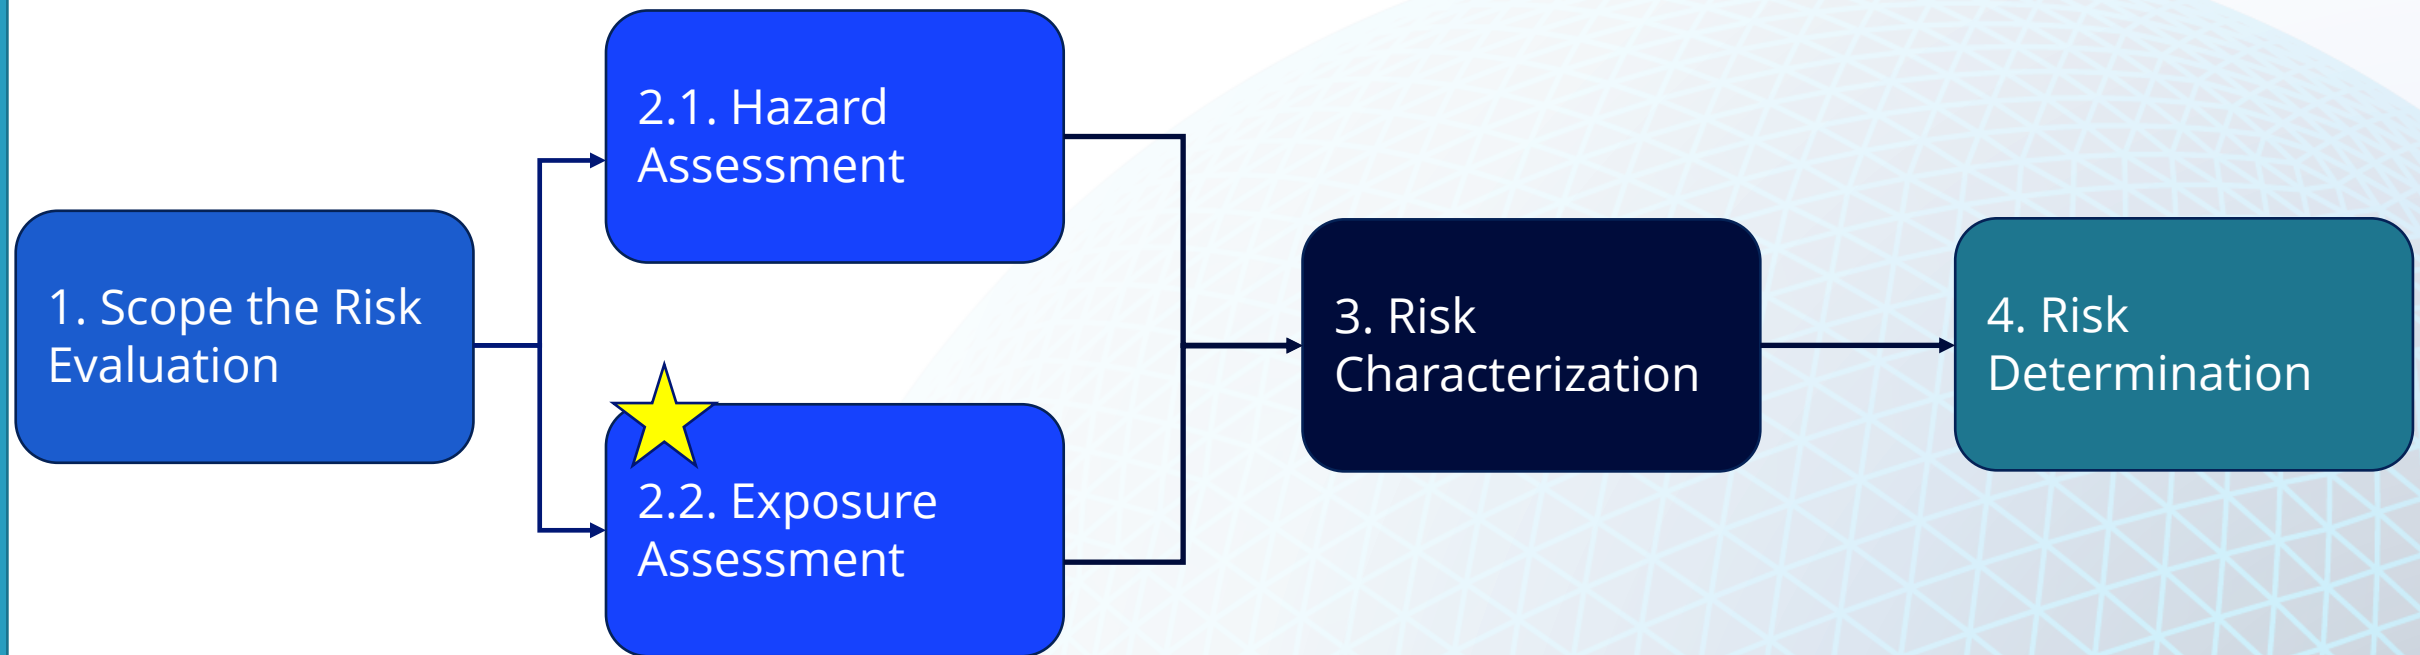 1. Scope the Risk
Evaluation
2.1. Hazard
Assessment
2.2. Exposure
Assessment
3. Risk
Characterization
4. Risk
Determination